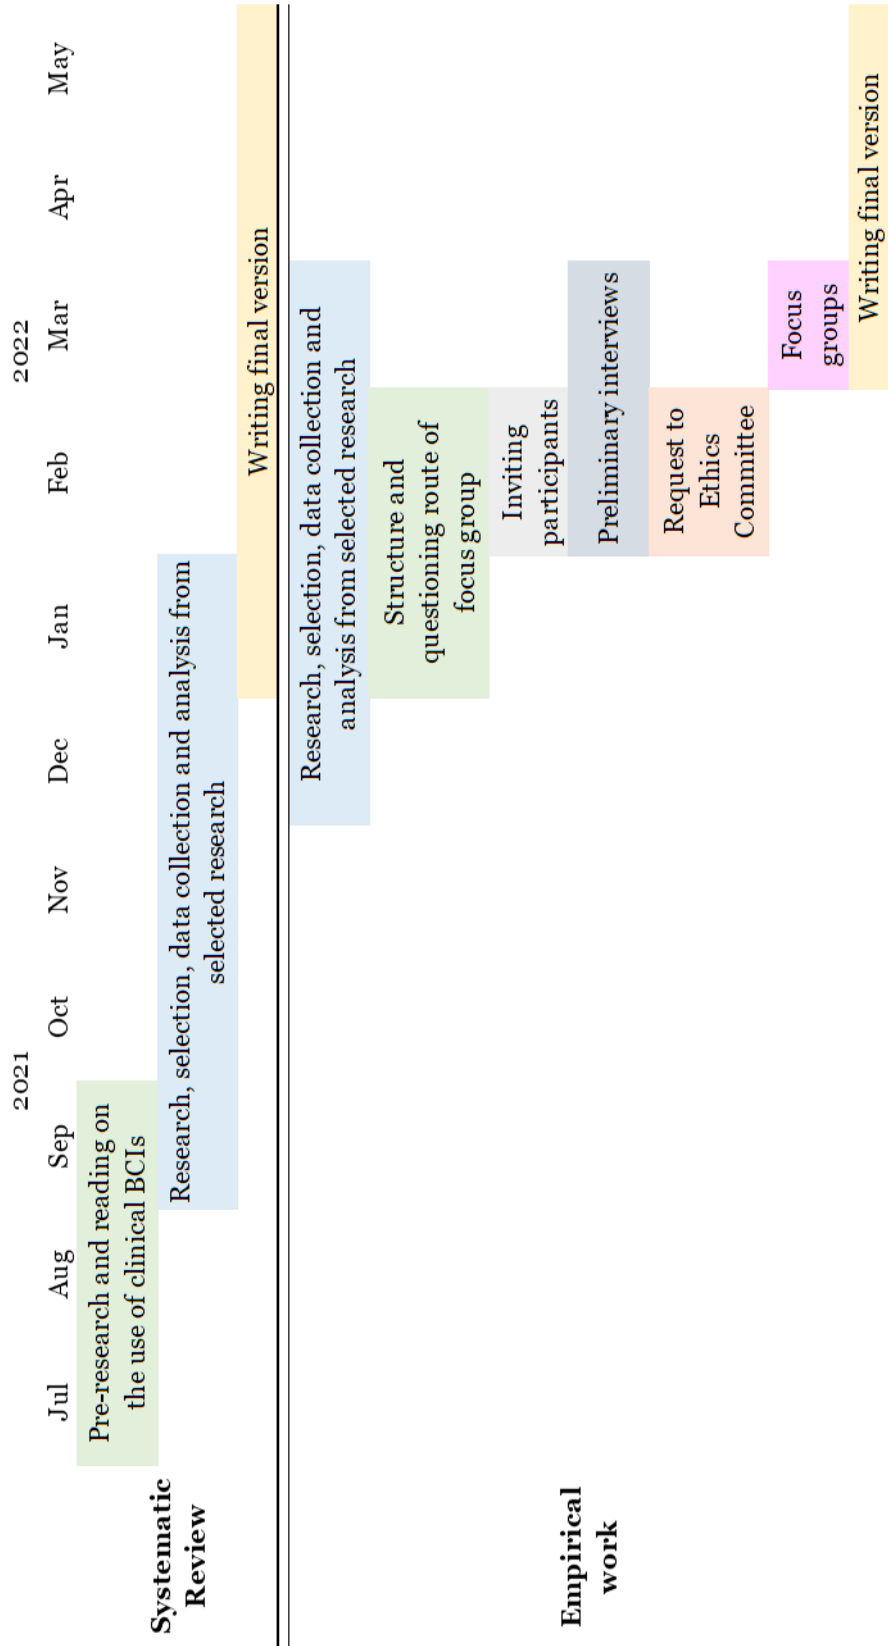 2021
2022
Jul
Aug
Sep
Oct
Nov
Dec
Jan
Feb
Mar
Apr
May
Systematic
Review
Pre-research and reading on
the use of clinical BCIs
Research, selection, data collection and analysis from
selected research
Writing final version
Empirical
work
Research, selection, data collection and
analysis from selected research
Structure and
questioning route of
focus group
Inviting
participants
Preliminary interviews
Request to
Ethics
Committee
Focus
groups
Writing final version